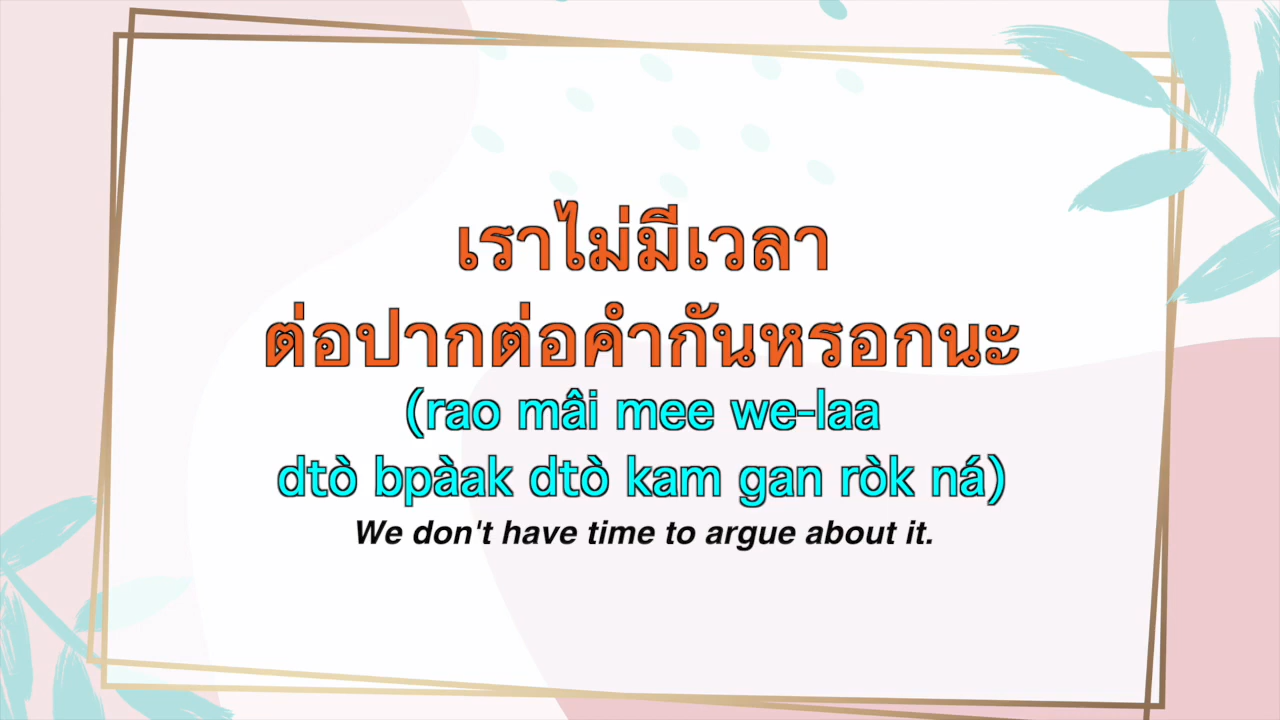 เราไม่มีเวลา
ต่อปากต่อคำกันหรอกนะ
(rao mâi mee we-laa
dtò bpàak dtò kam gan ròk ná)
We don't have time to argue about it.